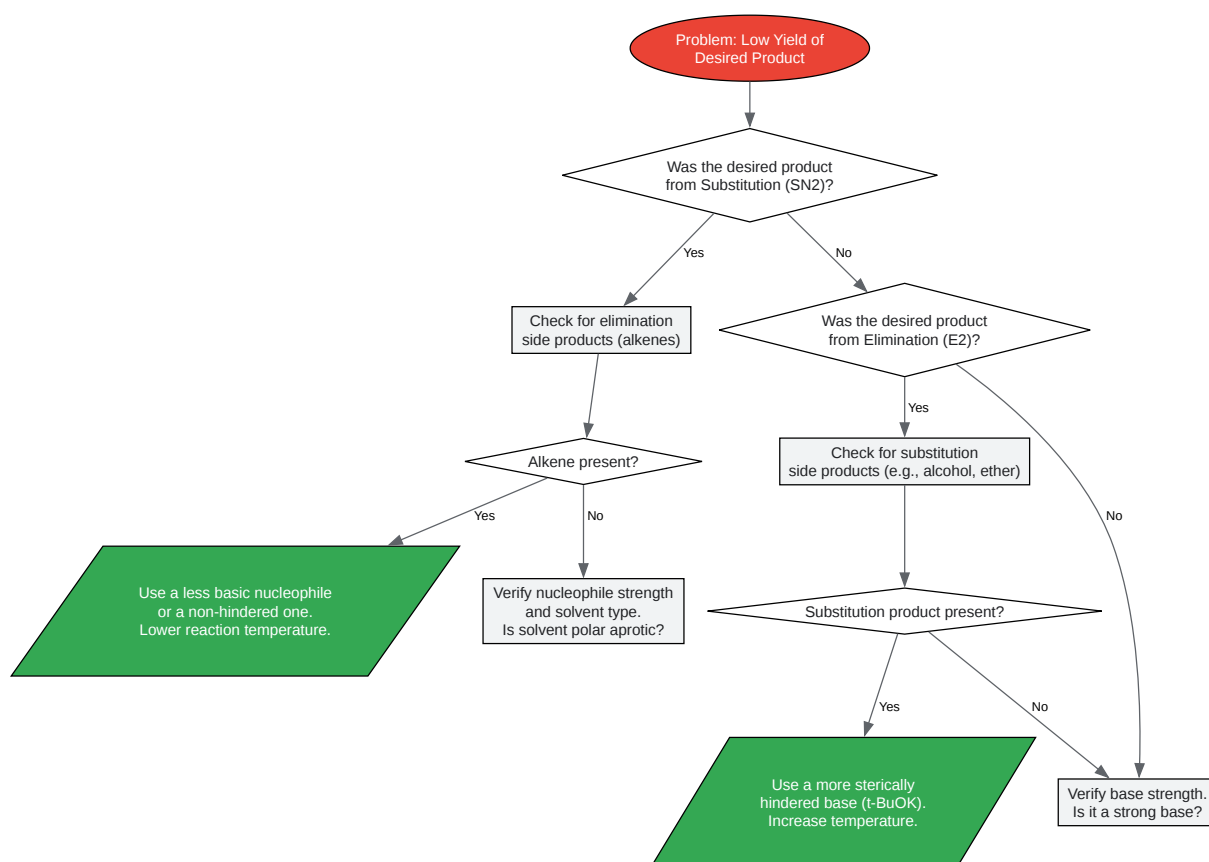 Problem: Low Yield of
Desired Product
Was the desired product
from Substitution (SN2)?
Yes
No
Check for elimination
side products (alkenes)
Was the desired product
from Elimination (E2)?
Yes
No
Check for substitution
side products (e.g., alcohol, ether)
Alkene present?
Yes
No
Use a less basic nucleophile
or a non-hindered one.
Lower reaction temperature.
Verify nucleophile strength
and solvent type.
Is solvent polar aprotic?
Substitution product present?
Yes
No
Use a more sterically
hindered base (t-BuOK).
Increase temperature.
Verify base strength.
Is it a strong base?